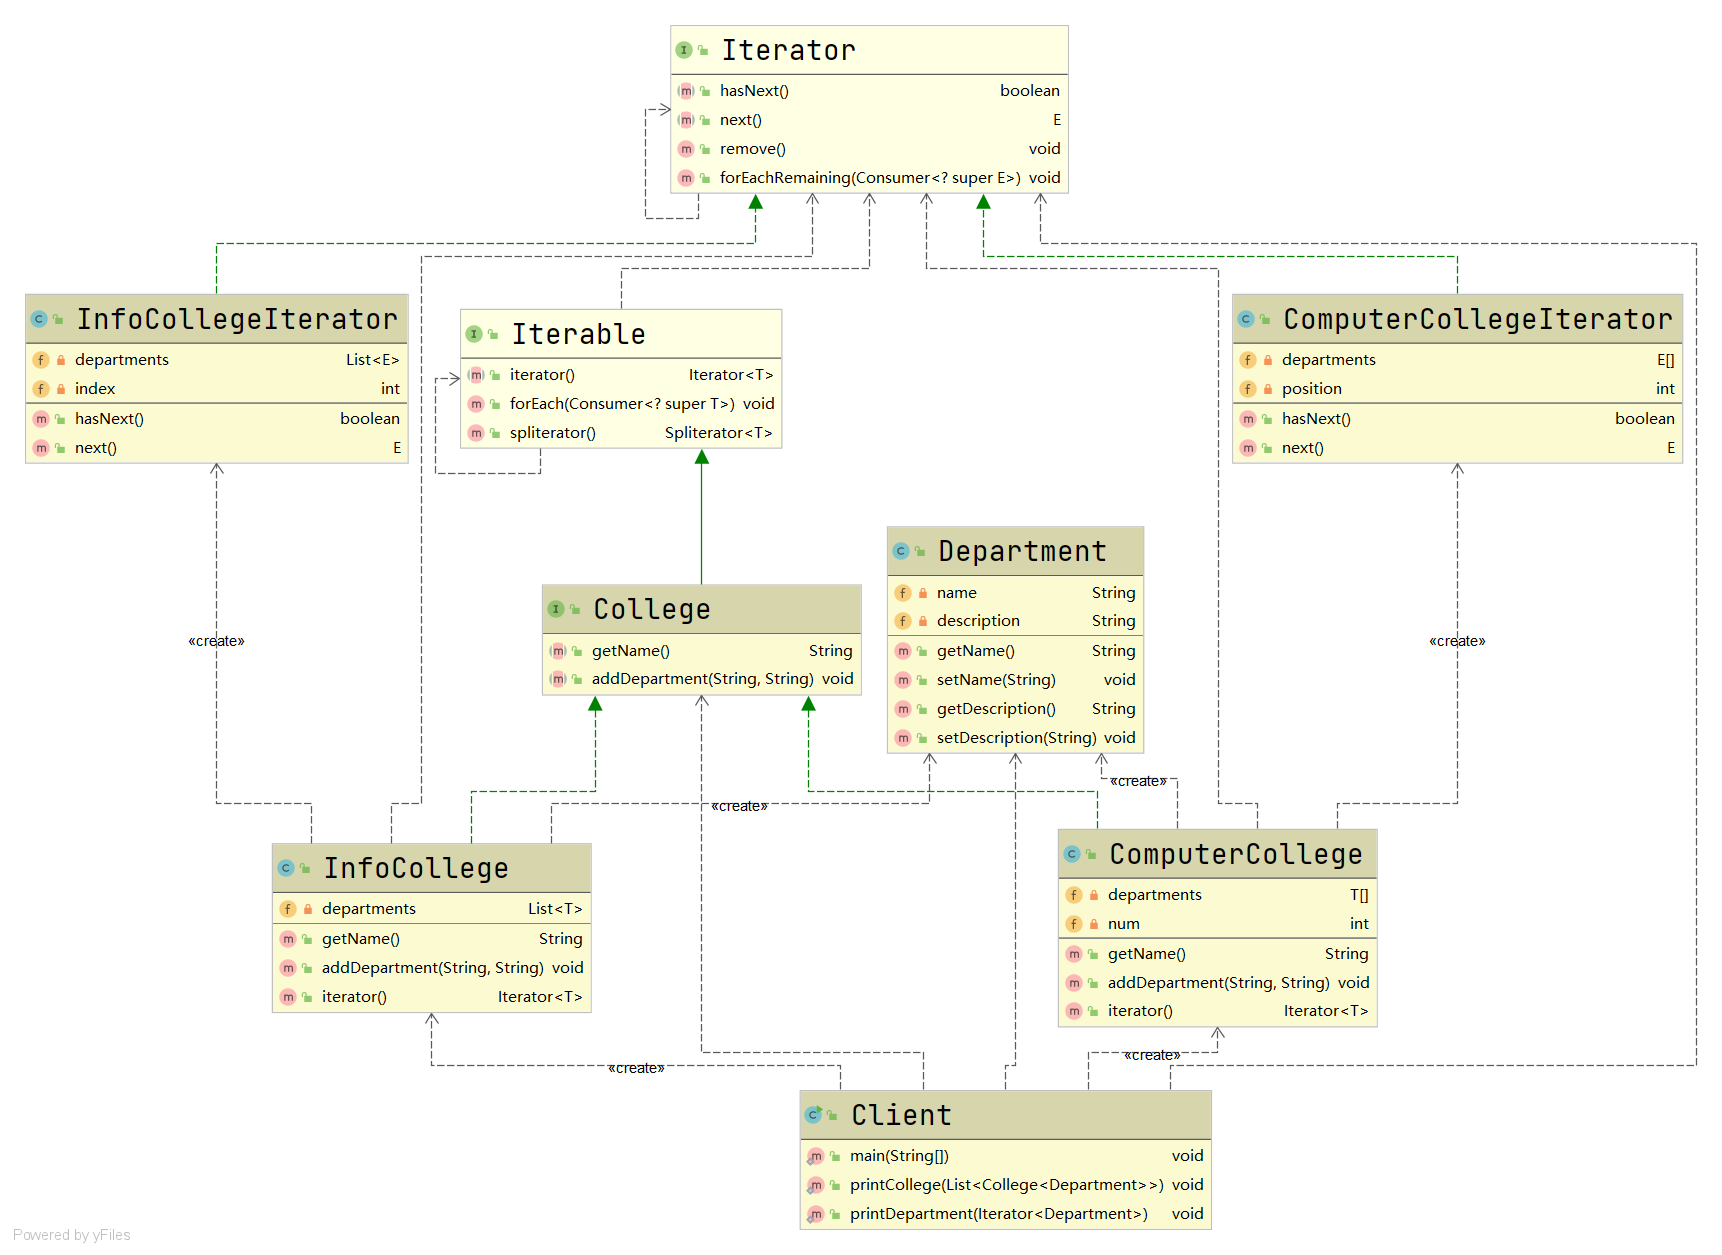 Iterator
hasNext() boolean
next() E
remove() void
forEachRemaining(Consumer<? super E>) void
InfoCollegeIterator
departments List<E>
index int
hasNext() boolean
next() E
Iterable
iterator() Iterator<T>
forEach(Consumer<? super T>) void
spliterator() Spliterator<T>
ComputerCollegeIterator
departments E[]
position int
hasNext() boolean
next() E
College
getName() String
addDepartment(String, String) void
Department
name String
description String
getName() String
setName(String) void
getDescription() String
setDescription(String) void
«create»
«create»
«create»
«create»
InfoCollege
departments List<T>
getName() String
addDepartment(String, String) void
iterator() Iterator<T>
ComputerCollege
departments T[]
num int
getName() String
addDepartment(String, String) void
iterator() Iterator<T>
«create»
«create»
Client
main(String[]) void
printCollege(List<College<Department>>) void
printDepartment(Iterator<Department>) void
Powered by yFiles